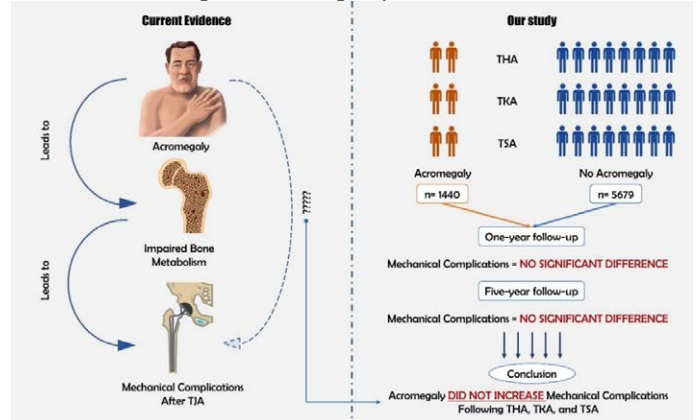 Current Evidence
Leads to
Acromegaly
Impaired Bone
Metabolism
Leads to
?????
Mechanical Complications
After TJA
Our study
THA
TKA
TSA
Acromegaly
No Acromegaly
n= 1440
n= 5679
One-year follow-up
Mechanical Complications = NO SIGNIFICANT DIFFERENCE
Five-year follow-up
Mechanical Complications = NO SIGNIFICANT DIFFERENCE
Conclusion
Acromegaly DID NOT INCREASE Mechanical Complications
Following THA, TKA, and TSA